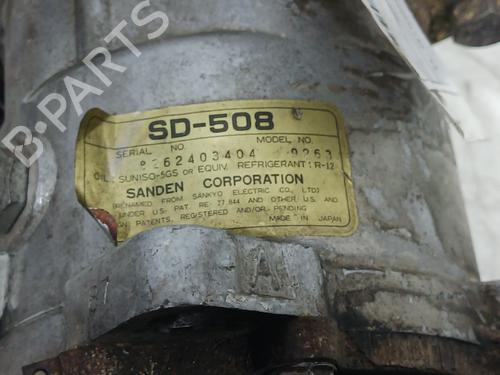 SD-508
SERIAL NO. MODEL NO.
362403404 9263
OIL: SUNISO-5GS OR EQUIV. REFRIGERANT: R-12
SANDEN CORPORATION
(RENAMED FROM SANKYO ELECTRIC CO., LTD)
UNDER U.S. PAT. RE. 27,844 AND OTHER U.S. AND
PATENTS, REGISTERED AND/OR PENDING
MADE IN JAPAN
A
B-PARTS